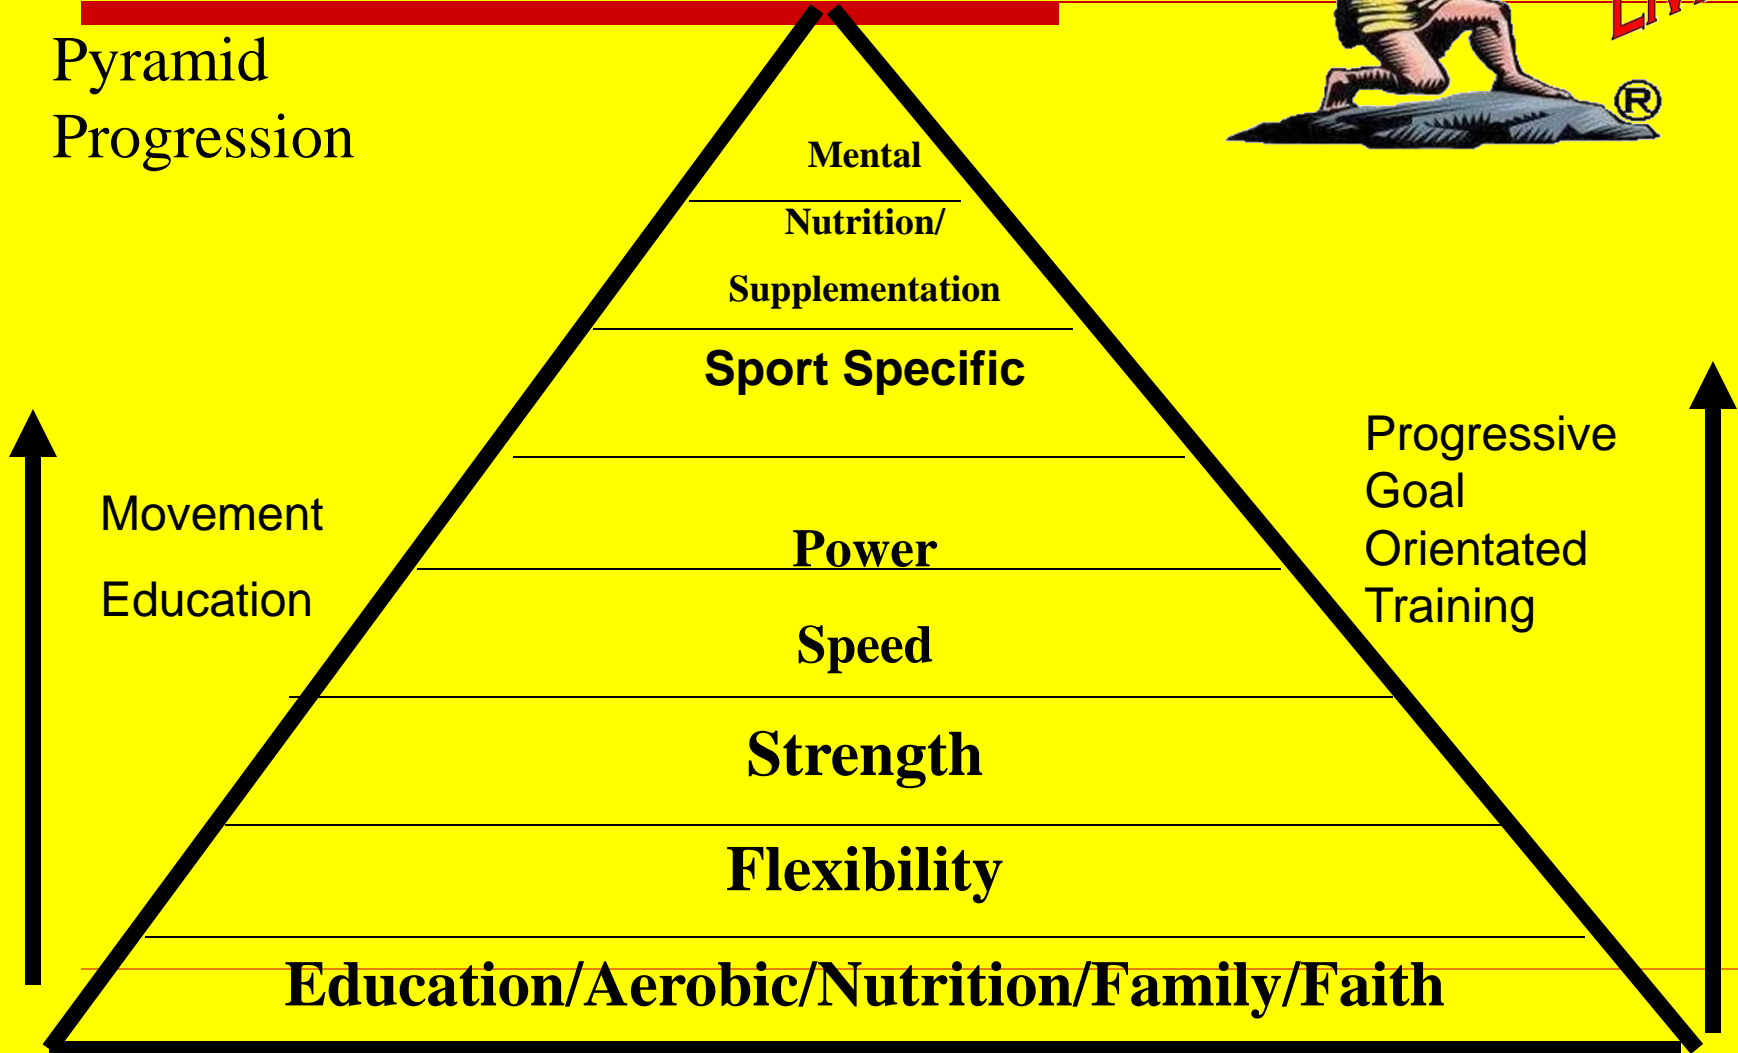 Pyramid
Progression
®
Mental
Nutrition/
Supplementation
Sport Specific
Progressive
Goal
Orientated
Training
Movement
Education
Power
Speed
Strength
Flexibility
Education/Aerobic/Nutrition/Family/Faith